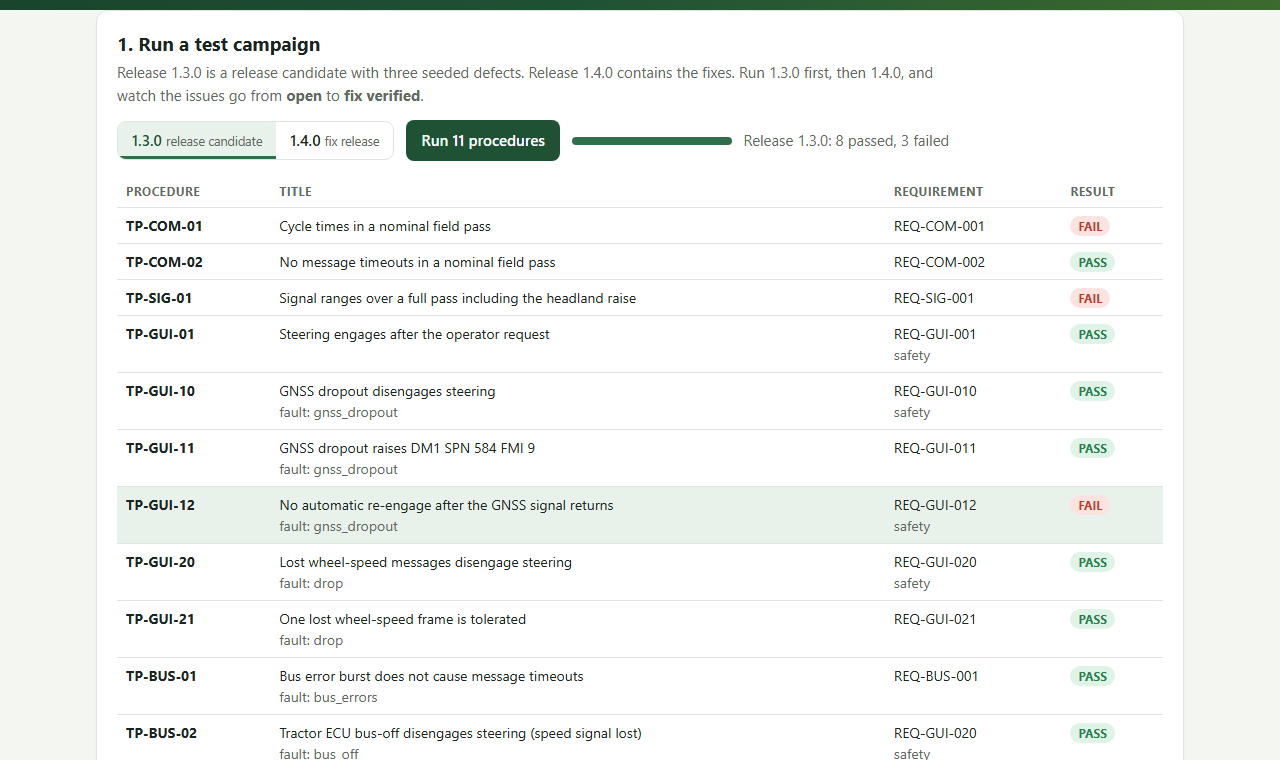 1. Run a test campaign
Release 1.3.0 is a release candidate with three seeded defects. Release 1.4.0 contains the fixes. Run 1.3.0 first, then 1.4.0, and
watch the issues go from open to fix verified.
1.3.0 release candidate 1.4.0 fix release Run 11 procedures Release 1.3.0: 8 passed, 3 failed
PROCEDURE TITLE REQUIREMENT RESULT
TP-COM-01 Cycle times in a nominal field pass REQ-COM-001 FAIL
TP-COM-02 No message timeouts in a nominal field pass REQ-COM-002 PASS
TP-SIG-01 Signal ranges over a full pass including the headland raise REQ-SIG-001 FAIL
TP-GUI-01 Steering engages after the operator request REQ-GUI-001 PASS
safety
TP-GUI-10 GNSS dropout disengages steering REQ-GUI-010 PASS
fault: gnss_dropout safety
TP-GUI-11 GNSS dropout raises DM1 SPN 584 FMI 9 REQ-GUI-011 PASS
fault: gnss_dropout
TP-GUI-12 No automatic re-engage after the GNSS signal returns REQ-GUI-012 FAIL
fault: gnss_dropout safety
TP-GUI-20 Lost wheel-speed messages disengage steering REQ-GUI-020 PASS
fault: drop safety
TP-GUI-21 One lost wheel-speed frame is tolerated REQ-GUI-021 PASS
fault: drop
TP-BUS-01 Bus error burst does not cause message timeouts REQ-BUS-001 PASS
fault: bus_errors
TP-BUS-02 Tractor ECU bus-off disengages steering (speed signal lost) REQ-GUI-020 PASS
fault: bus_off safety